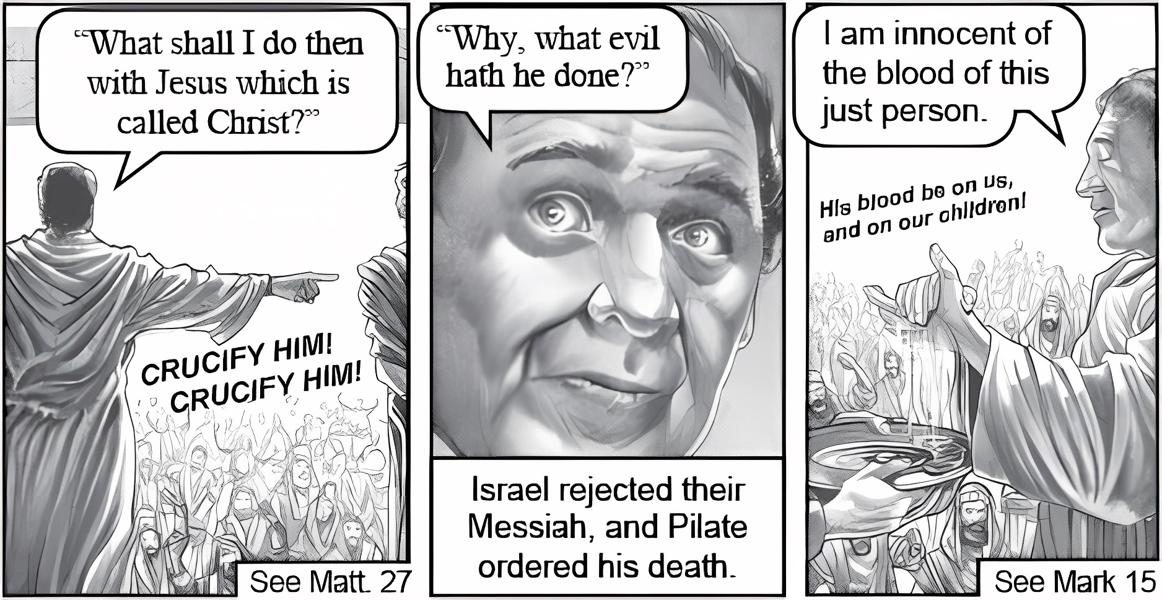 “What shall I do then
with Jesus which is
called Christ?”
CRUCIFY HIM!
CRUCIFY HIM!
See Matt. 27
“Why, what evil
hath he done?”
Israel rejected their
Messiah, and Pilate
ordered his death.
I am innocent of
the blood of this
just person.
His blood be on us,
and on our children!
See Mark 15